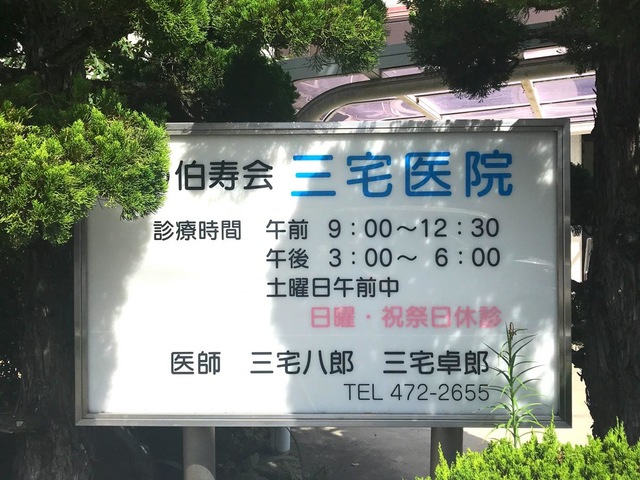 伯寿会 三宅医院
診療時間 午前 9:00〜12:30
午後 3:00〜 6:00
土曜日午前中
日曜・祝祭日休診
医師 三宅八郎 三宅卓郎
TEL 472-2655